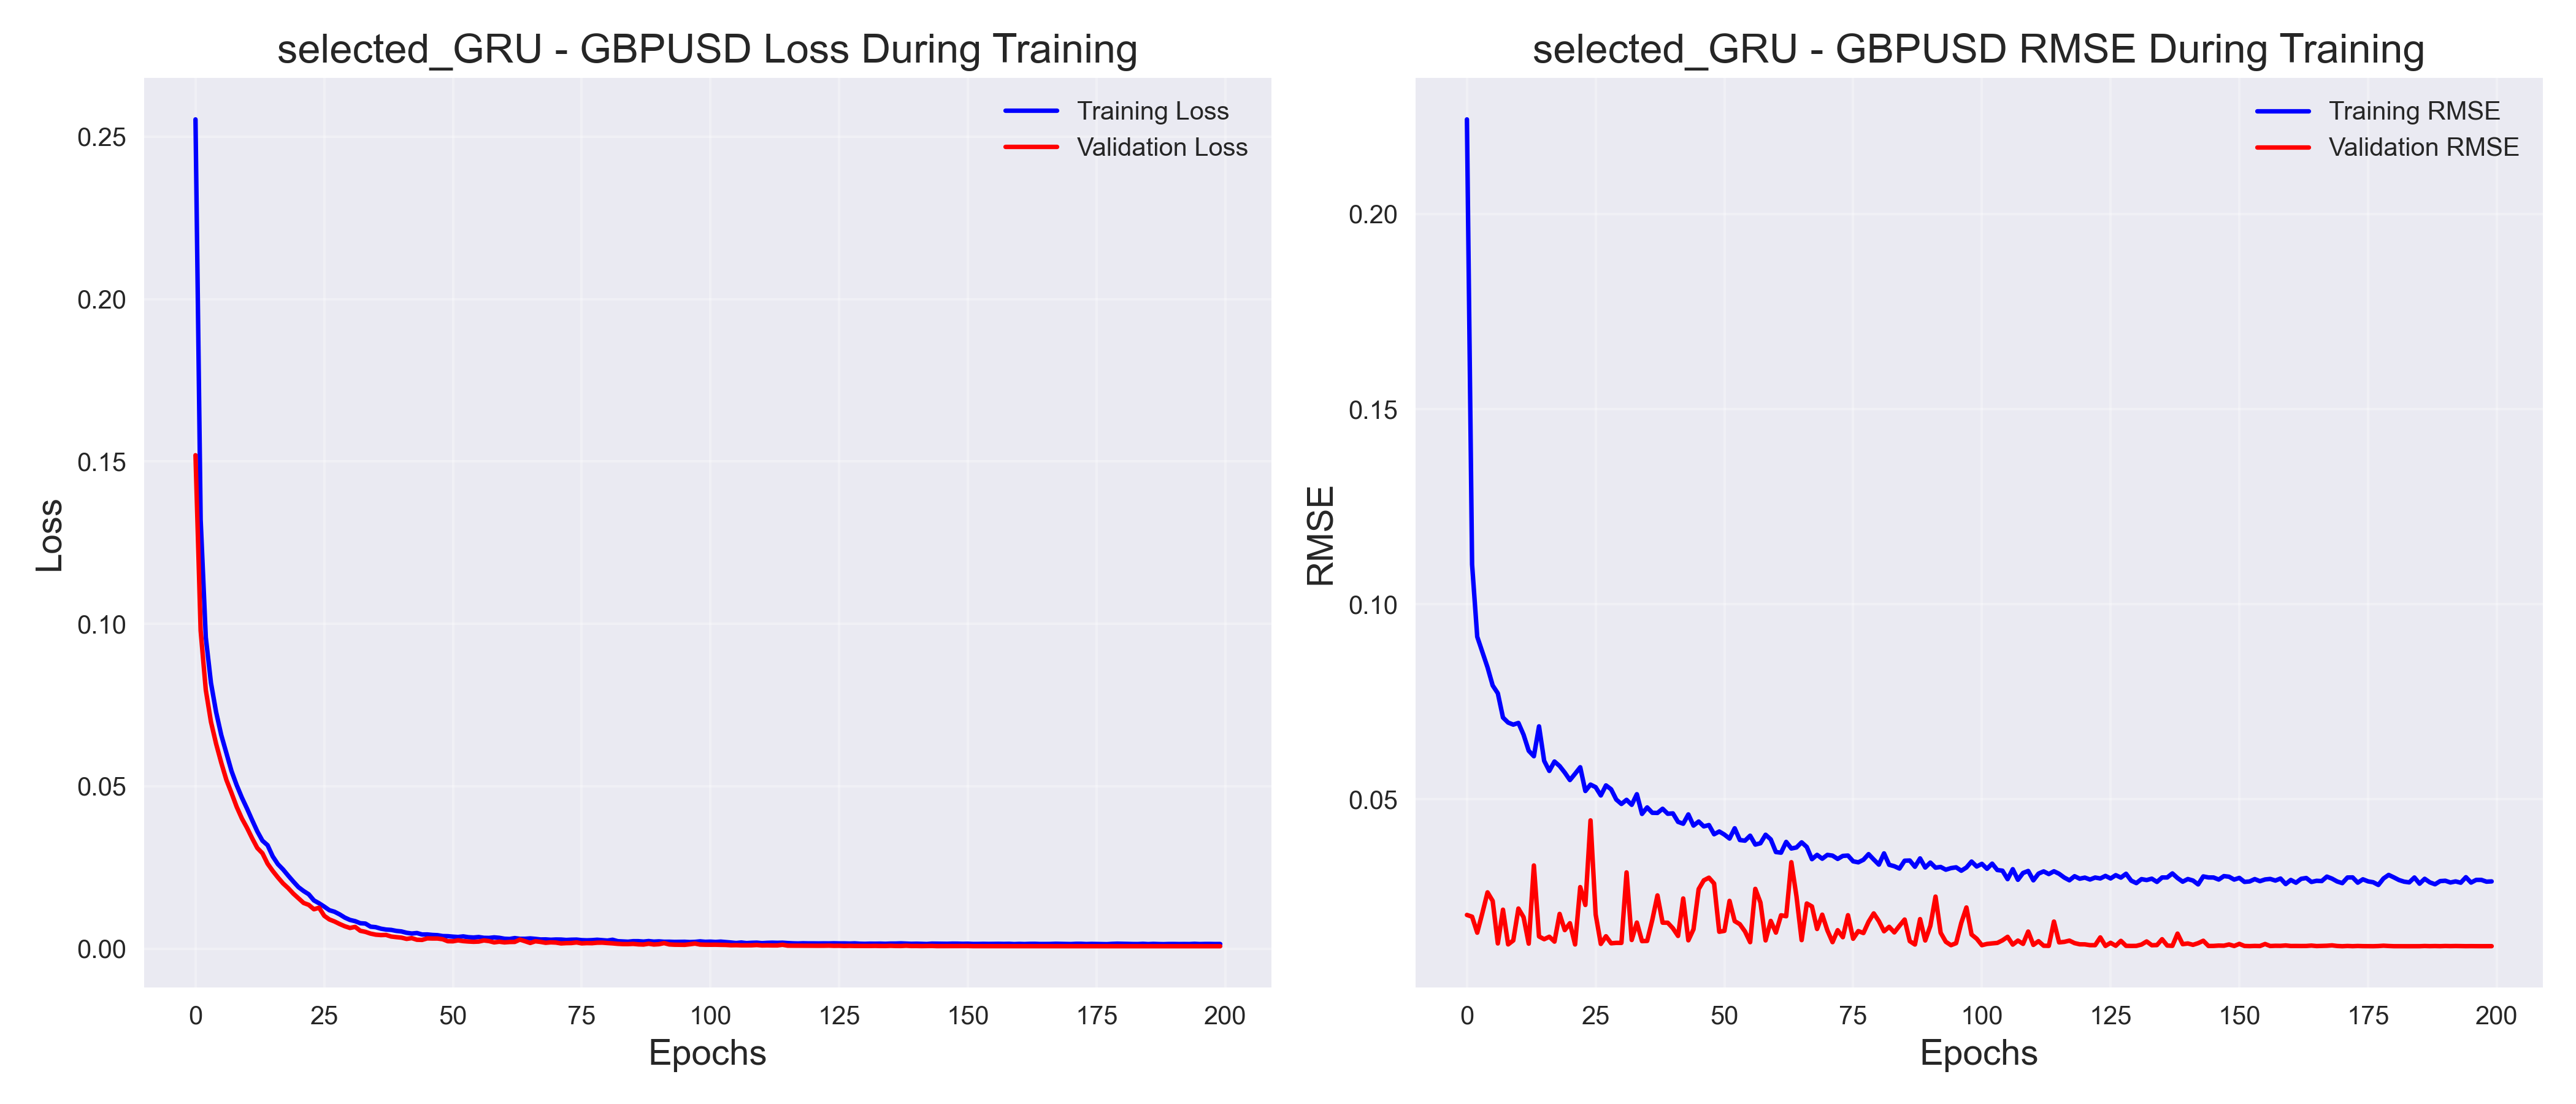 selected_GRU - GBPUSD Loss During Training
Training Loss
Validation Loss
0.25
0.20
0.15
0.10
0.05
0.00
Loss
0 25 50 75 100 125 150 175 200
Epochs
selected_GRU - GBPUSD RMSE During Training
Training RMSE
Validation RMSE
0.20
0.15
0.10
0.05
RMSE
0 25 50 75 100 125 150 175 200
Epochs